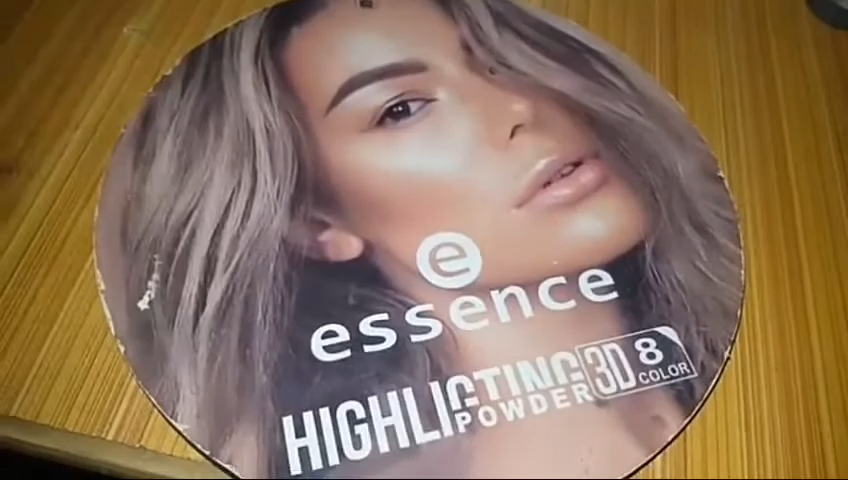 e
essence
HIGHLIGTING
POWDER
3D 8
COLOR